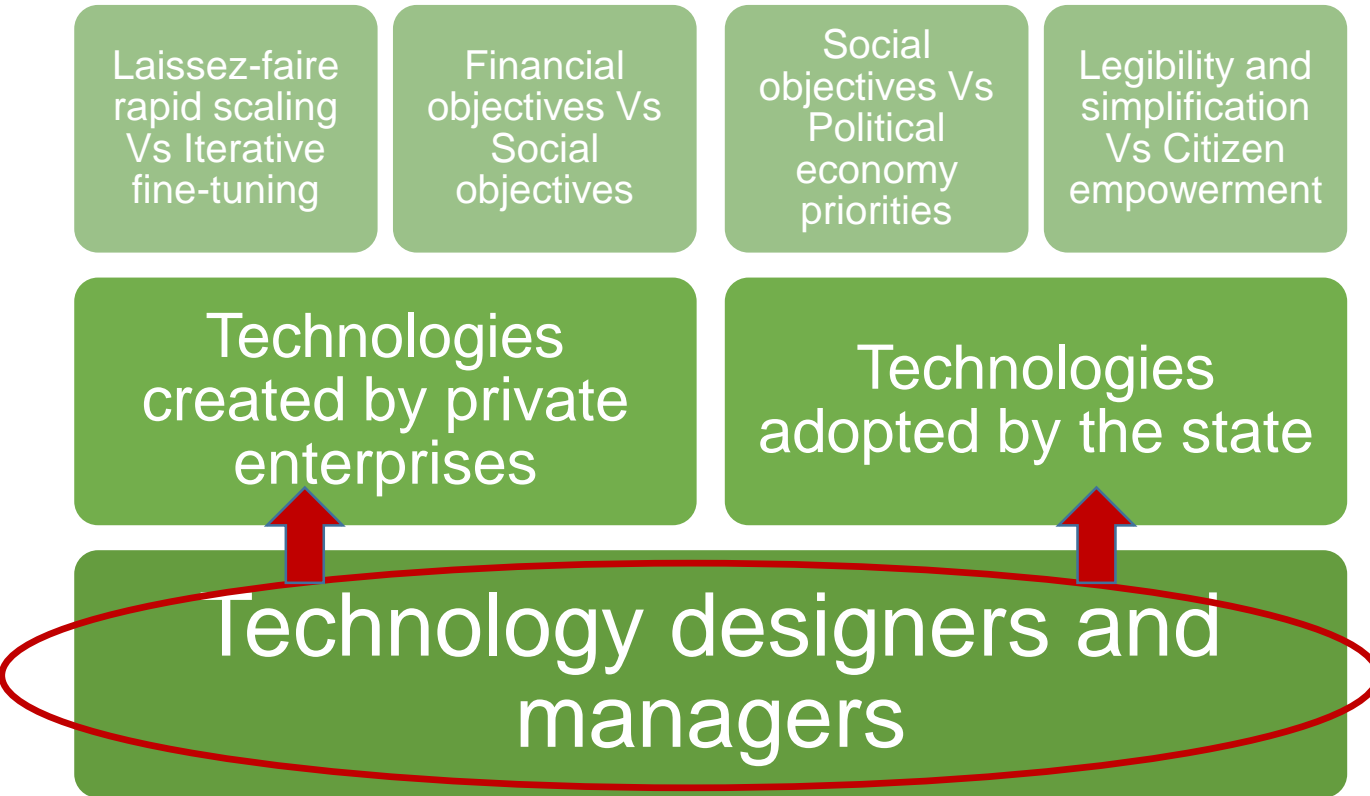 Laissez-faire
rapid scaling
Vs Iterative
fine-tuning
Financial
objectives Vs
Social
objectives
Social
objectives Vs
Political
economy
priorities
Legibility and
simplification
Vs Citizen
empowerment
Technologies
created by private
enterprises
Technologies
adopted by the state
Technology designers and
managers